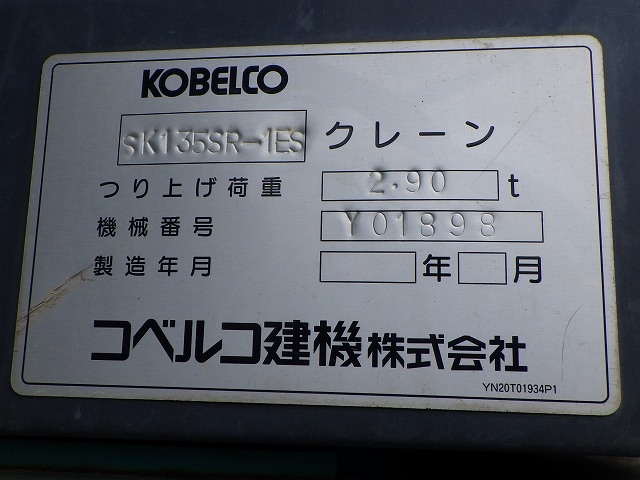 KOBELCO
SK135SR-1ES クレーン
つり上げ荷重 2.90 t
機械番号 Y01898
製造年月 年 月
コベルコ建機株式会社
YN20T01934P1